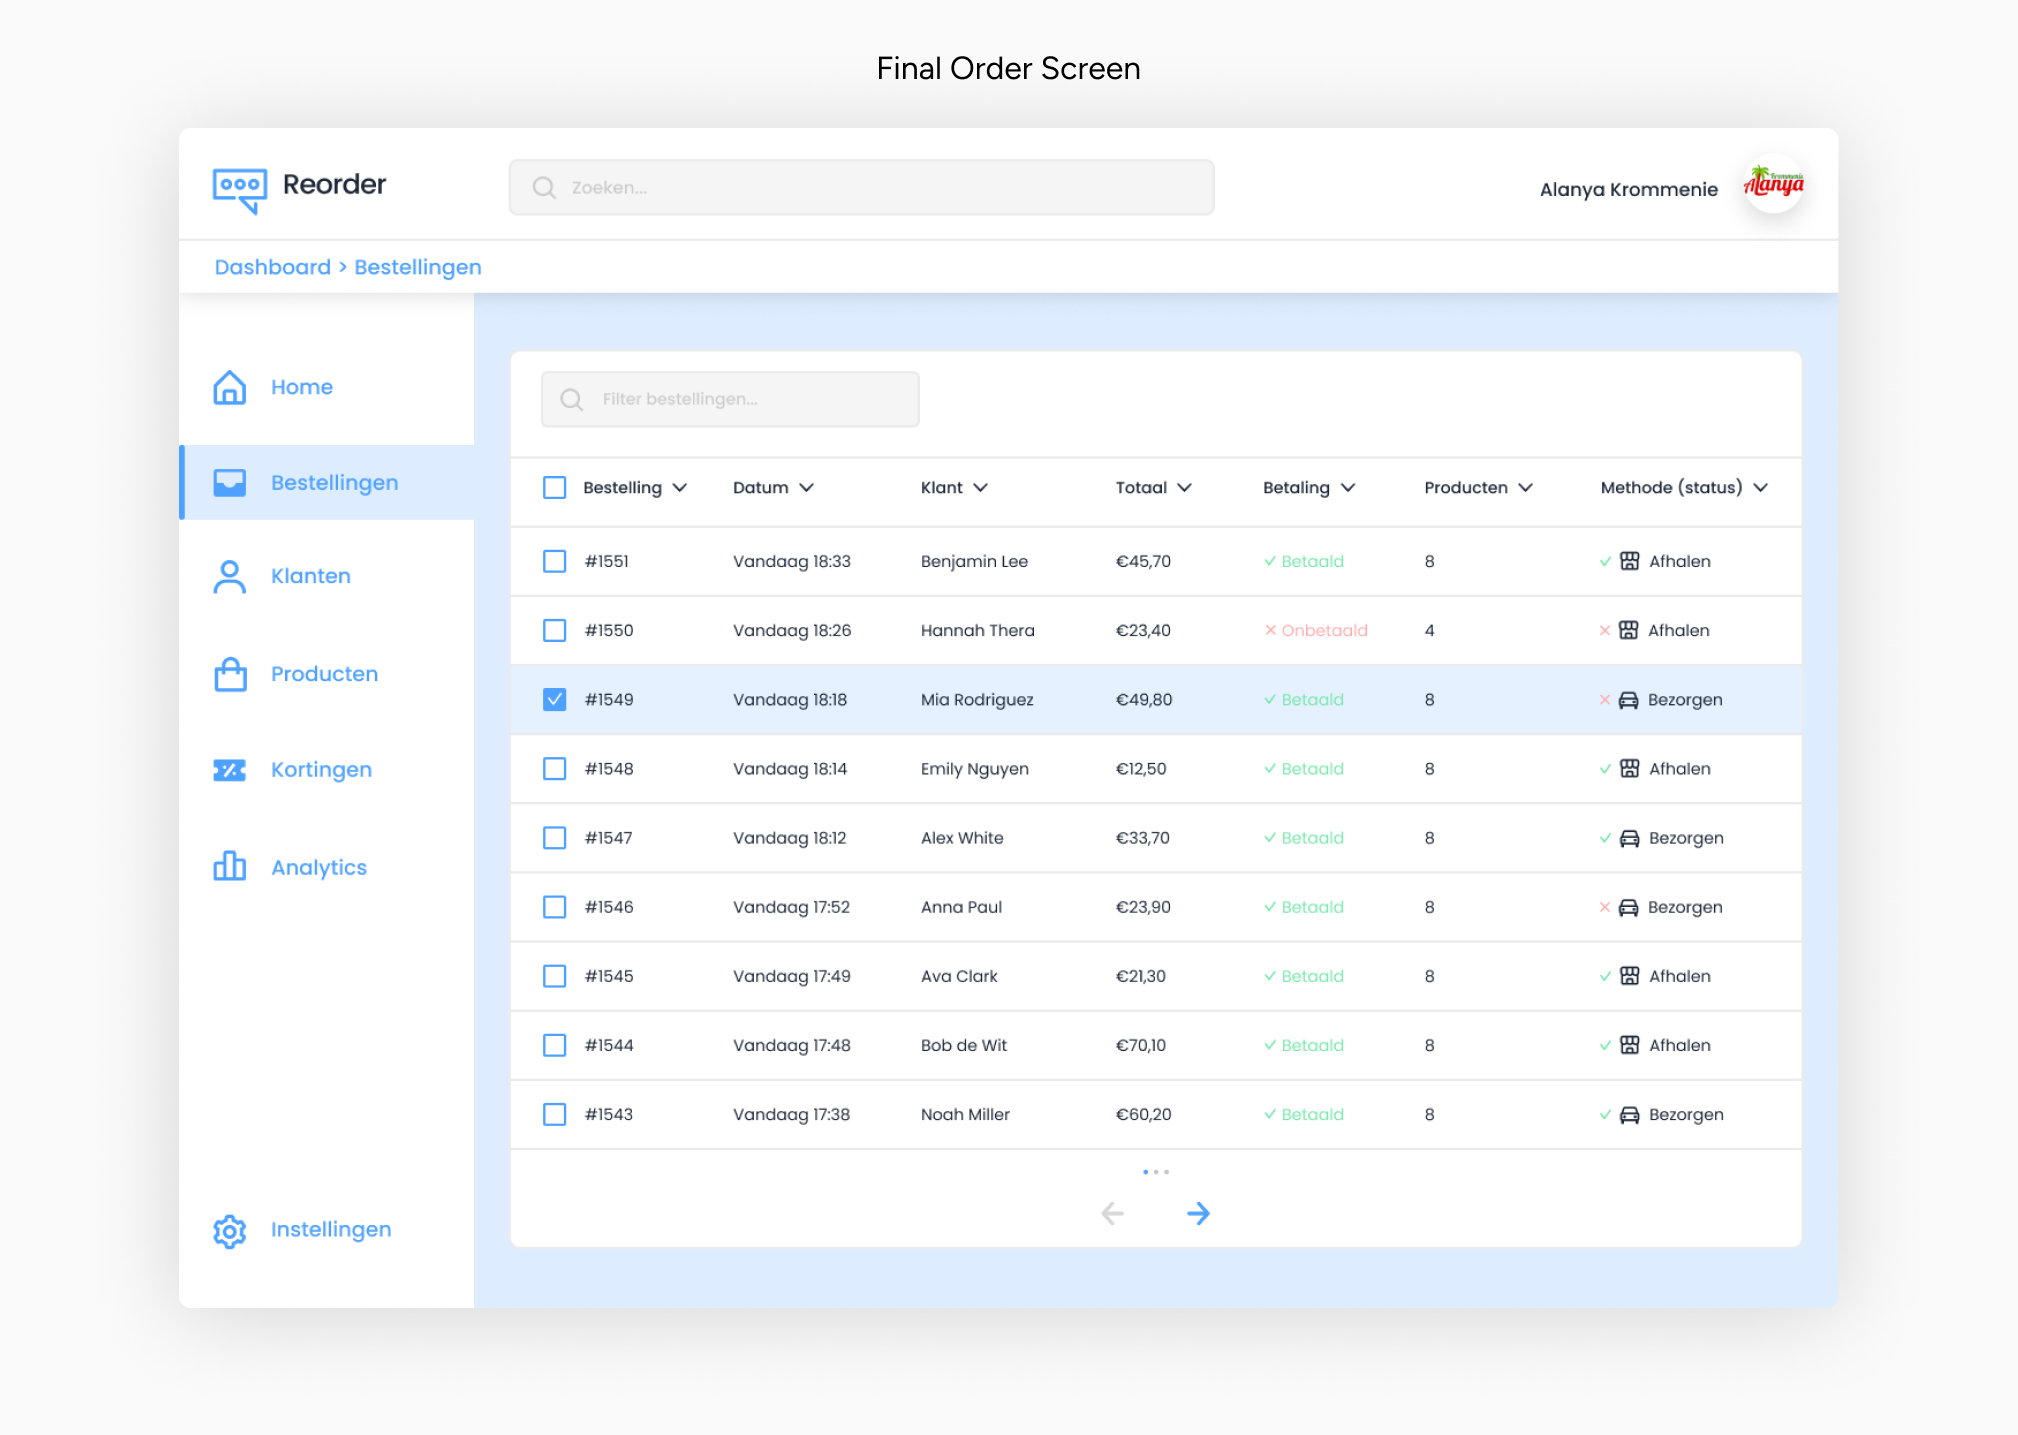 Final Order Screen
Reorder
Zoeken...
Alanya Krommenie
Krommenie
Alanya
Dashboard > Bestellingen
Home
Bestellingen
Klanten
Producten
Kortingen
Analytics
Instellingen
Filter bestellingen...
Bestelling Datum Klant Totaal Betaling Producten Methode (status)
#1551 Vandaag 18:33 Benjamin Lee €45,70 Betaald 8 Afhalen
#1550 Vandaag 18:26 Hannah Thera €23,40 Onbetaald 4 Afhalen
#1549 Vandaag 18:18 Mia Rodriguez €49,80 Betaald 8 Bezorgen
#1548 Vandaag 18:14 Emily Nguyen €12,50 Betaald 8 Afhalen
#1547 Vandaag 18:12 Alex White €33,70 Betaald 8 Bezorgen
#1546 Vandaag 17:52 Anna Paul €23,90 Betaald 8 Bezorgen
#1545 Vandaag 17:49 Ava Clark €21,30 Betaald 8 Afhalen
#1544 Vandaag 17:48 Bob de Wit €70,10 Betaald 8 Afhalen
#1543 Vandaag 17:38 Noah Miller €60,20 Betaald 8 Bezorgen